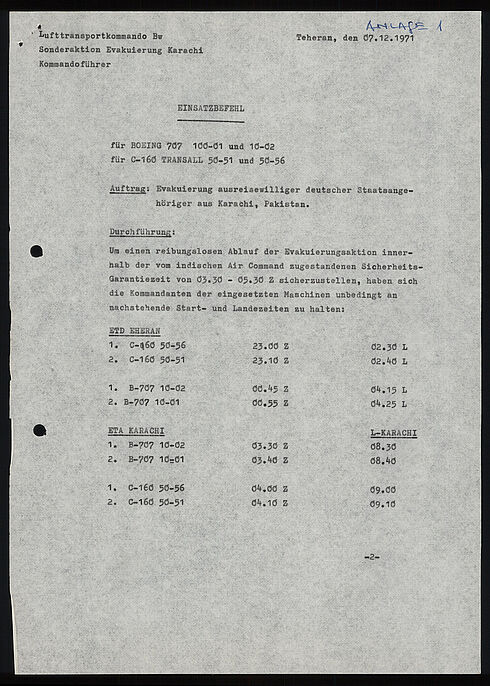 ANLAGE 1
Lufttransportkommando Bw
Teheran, den 07.12.1971
Sonderaktion Evakuierung Karachi
Kommandoführer
EINSATZBEFEHL
für BOEING 707 100-01 und 10-02
für C-160 TRANSALL 50-51 und 50-56
Auftrag: Evakuierung ausreisewilliger deutscher Staatsange-
höriger aus Karachi, Pakistan.
Durchführung:
Um einen reibungslosen Ablauf der Evakuierungsaktion inner-
halb der vom indischen Air Command zugestandenen Sicherheits-
Garantiezeit von 03.30 - 05.30 Z sicherzustellen, haben sich
die Kommandanten der eingesetzten Maschinen unbedingt an
nachstehende Start- und Landezeiten zu halten:
ETD EHERAN
1. C-160 50-56 23.00 Z 02.30 L
2. C-160 50-51 23.10 Z 02.40 L
1. B-707 10-02 00.45 Z 04.15 L
2. B-707 10-01 00.55 Z 04.25 L
ETA KARACHI L-KARACHI
1. B-707 10-02 03.30 Z 08.30
2. B-707 10-01 03.40 Z 08.40
1. C-160 50-56 04.00 Z 09.00
2. C-160 50-51 04.10 Z 09.10
-2-